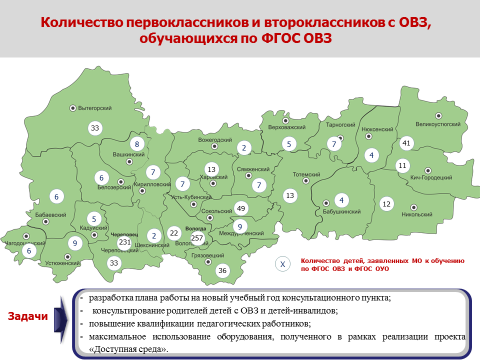 Количество первоклассников и второклассников с ОВЗ,
обучающихся по ФГОС ОВЗ
Вытегорский
33
8
Вашкинский
Вожегодский
2
Верховажский
5
Тарногский
7
Нюксенский
4
Великоустюгский
41
11
Кич-Городецкий
6
Белозерский
7
Кирилловский
7
13
Харовский
Сямженский
7
Тотемский
13
4
Бабушкинский
12
Никольский
6
Бабаевский
5
Кадуйский
Усть-Кубинский
49
Сокольский
9
Чагодощенский
6
9
Устюженский
Череповец
231
33
2
Шекснинский
22
Вологда
257
Грязовецкий
36
X
Количество детей, заявленных МО к обучению
по ФГОС ОВЗ и ФГОС ОУО
Задачи
- разработка плана работы на новый учебный год консультационного пункта;
- консультирование родителей детей с ОВЗ и детей-инвалидов;
- повышение квалификации педагогических работников;
- максимальное использование оборудования, полученного в рамках реализации проекта
«Доступная среда».